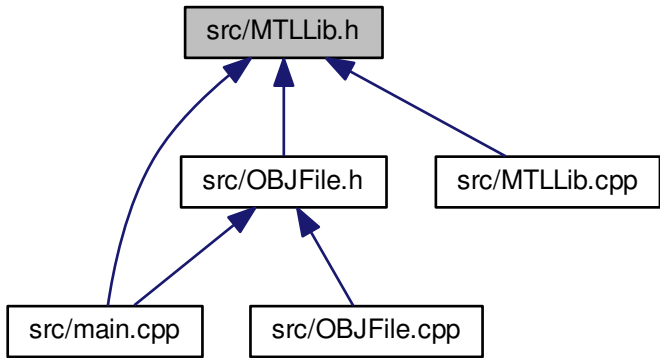 src/MTLLib.h
src/OBJFile.h
src/MTLLib.cpp
src/main.cpp
src/OBJFile.cpp